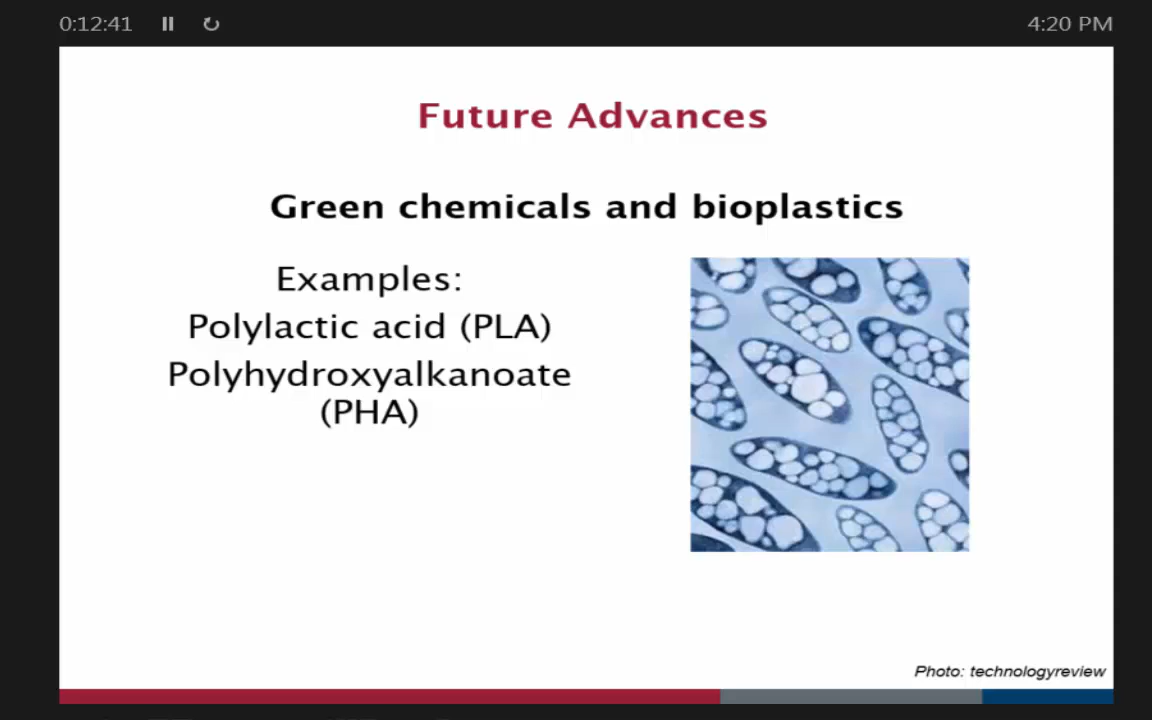 0:12:41
4:20 PM
Future Advances
Green chemicals and bioplastics
Examples:
Polylactic acid (PLA)
Polyhydroxyalkanoate
(PHA)
Photo: technologyreview